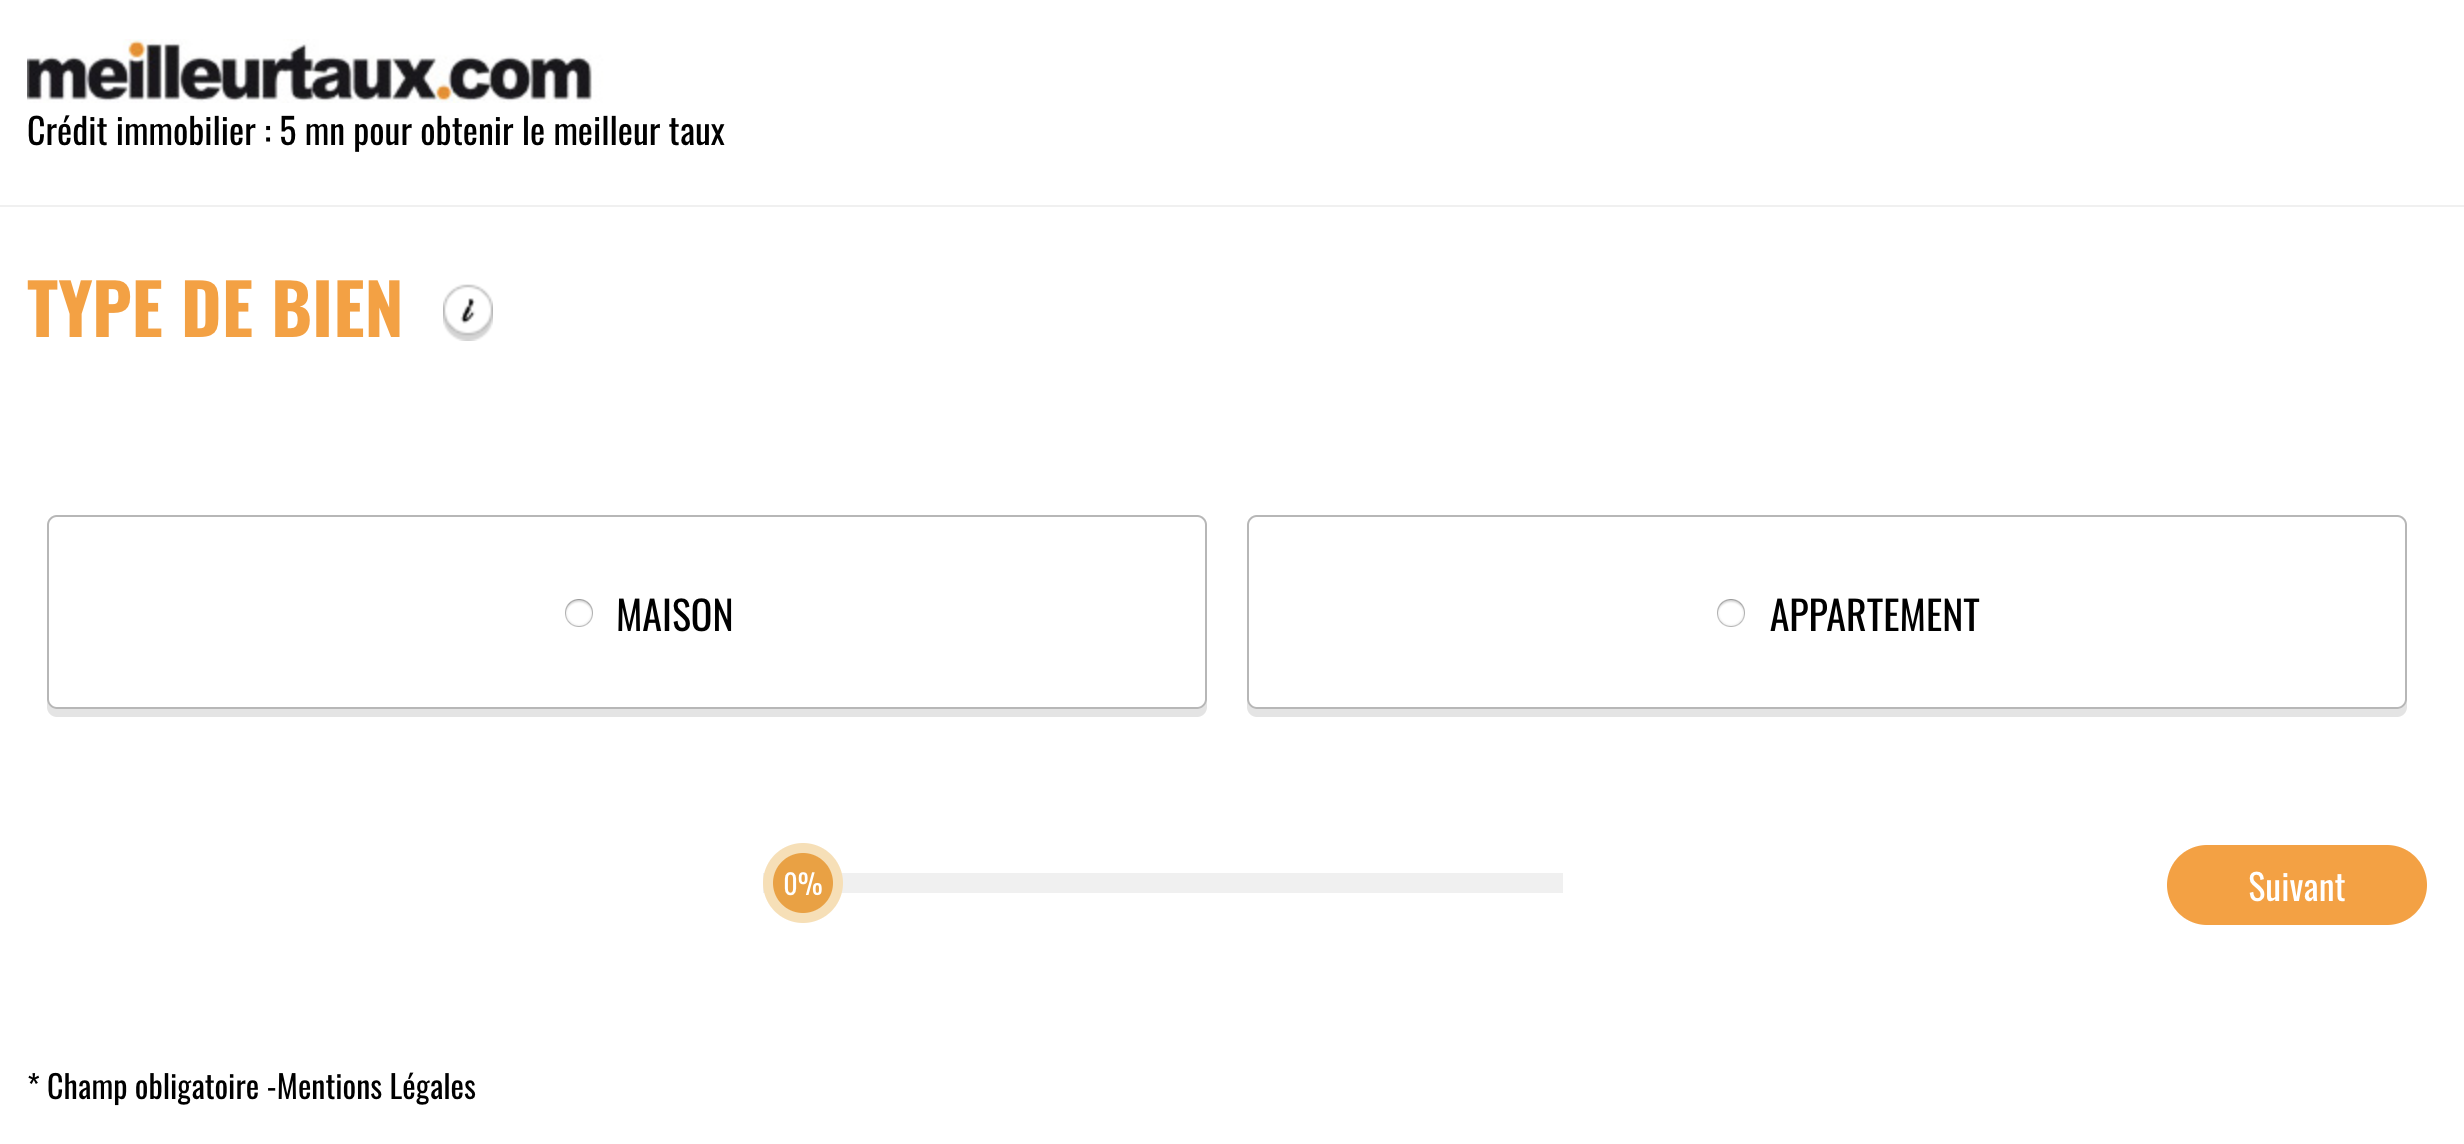 meilleurtaux.com
Crédit immobilier : 5 mn pour obtenir le meilleur taux
TYPE DE BIEN i
MAISON
APPARTEMENT
0%
Suivant
* Champ obligatoire -Mentions Légales